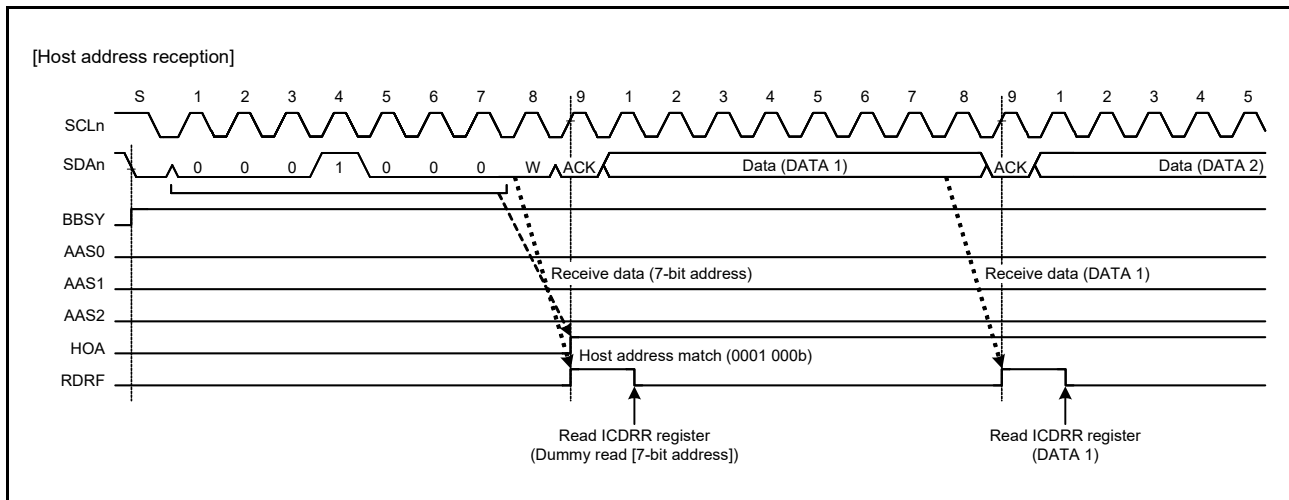 [Host address reception]
S 1 2 3 4 5 6 7 8 9 1 2 3 4 5 6 7 8 9 1 2 3 4 5
SCLn
SDAn 0 0 0 1 0 0 0 W ACK Data (DATA 1) ACK Data (DATA 2)
BBSY
AAS0
Receive data (7-bit address) Receive data (DATA 1)
AAS1
AAS2
HOA
Host address match (0001 000b)
RDRF
Read ICDRR register Read ICDRR register
(Dummy read [7-bit address]) (DATA 1)